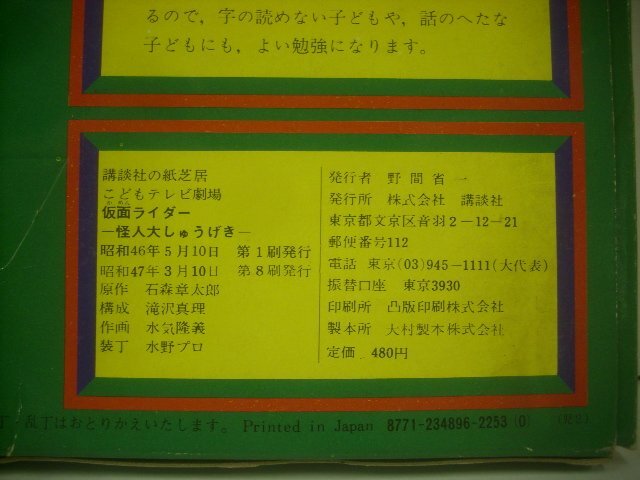 るので，字の読めない子どもや，話のへたな
子どもにも，よい勉強になります。
講談社の紙芝居
こどもテレビ劇場
かめん
仮面ライダー
—怪人大しゅうげき—
昭和46年5月10日　第1刷発行
昭和47年3月10日　第8刷発行
原作　石森章太郎
構成　滝沢真理
作画　水気隆義
装丁　水野プロ
発行者　野間省一
発行所　株式会社　講談社
東京都文京区音羽2－12－21
郵便番号112
電話　東京(03)945－1111(大代表)
振替口座　東京3930
印刷所　凸版印刷株式会社
製本所　大村製本株式会社
定価　480円
丁・乱丁はおとりかえいたします。 Printed in Japan 8771-234896-2253 (0)